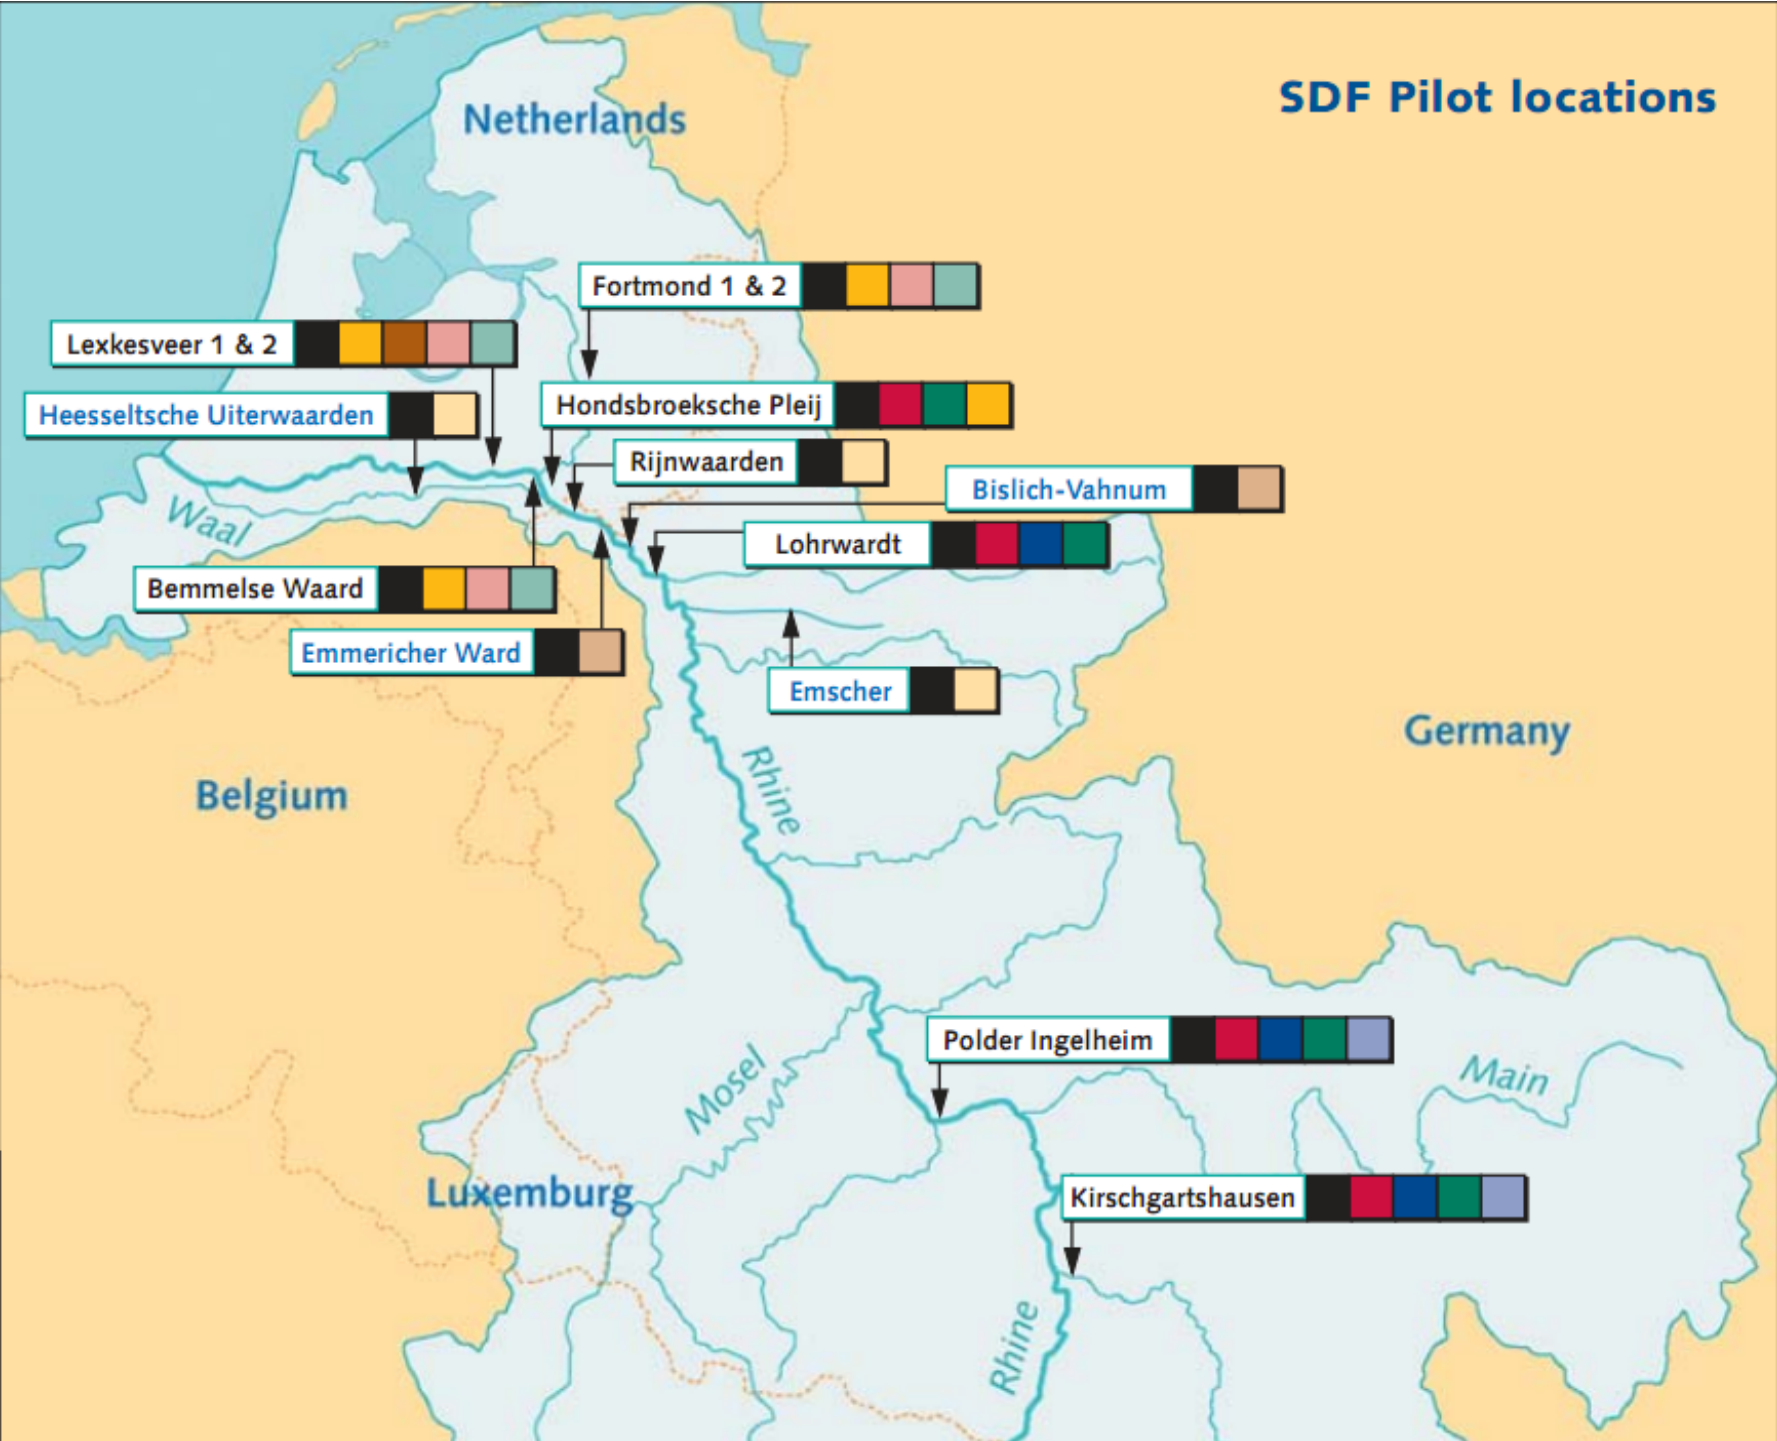 SDF Pilot locations
Netherlands
Fortmond 1 & 2
Lexkesveer 1 & 2
Hondsbroeksche Pleij
Heesseltsche Uiterwaarden
Rijnwaarden
Bislich-Vahnum
Waal
Lohrwardt
Bemmelse Waard
Emmericher Ward
Emscher
Germany
Rhine
Belgium
Polder Ingelheim
Mosel
Main
Luxemburg
Kirschgartshausen
Rhine